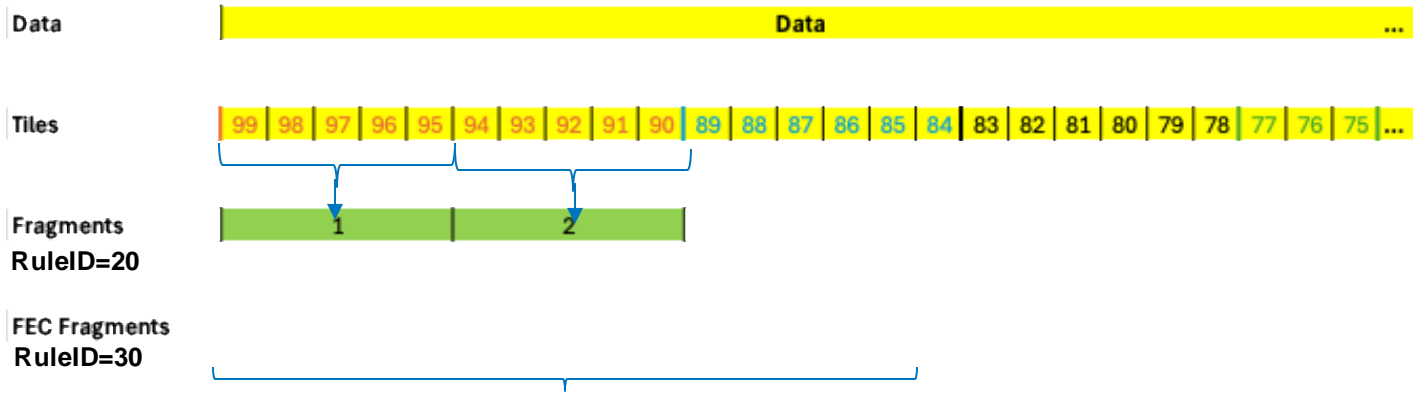 Data Data ...
Tiles 99 98 97 96 95 94 93 92 91 90 89 88 87 86 85 84 83 82 81 80 79 78 77 76 75 ...
Fragments 1 2
RuleID=20
FEC Fragments
RuleID=30